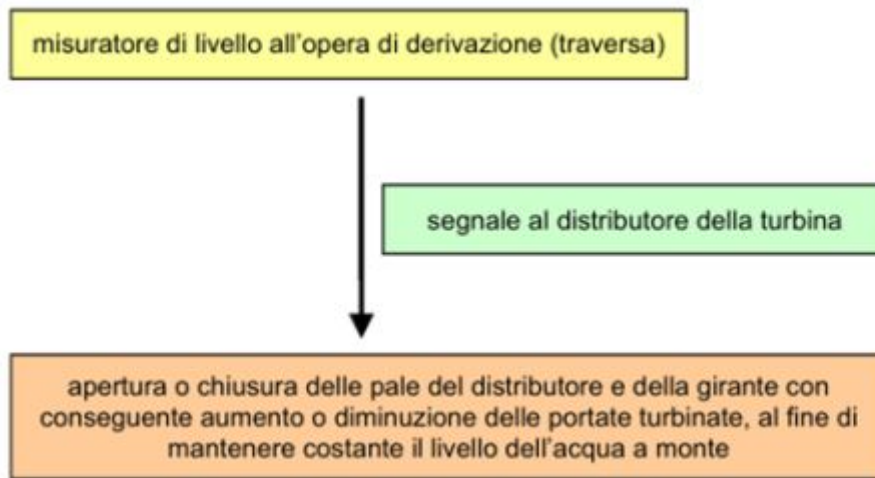 misuratore di livello all'opera di derivazione (traversa)
segnale al distributore della turbina
apertura o chiusura delle pale del distributore e della girante con
conseguente aumento o diminuzione delle portate turbinate, al fine di
mantenere costante il livello dell'acqua a monte